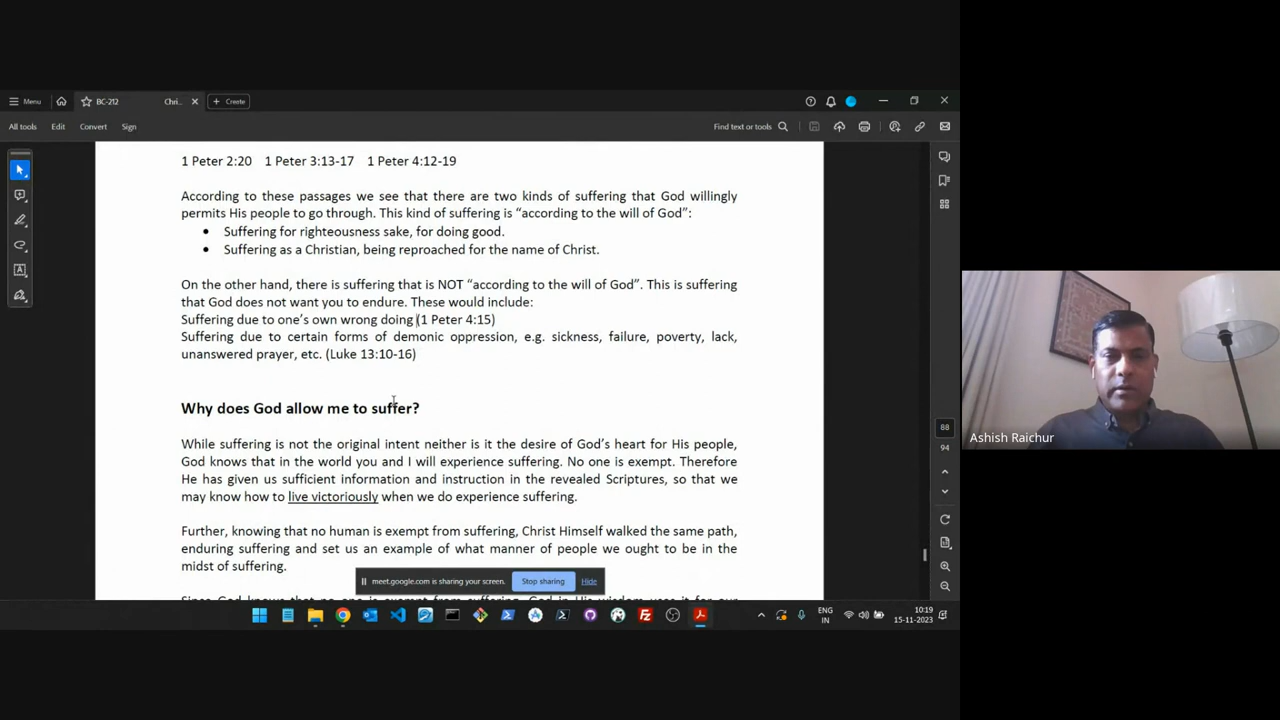 Menu
BC-212
Chri...
Create
All tools
Edit
Convert
Sign
Find text or tools
1 Peter 2:20 1 Peter 3:13-17 1 Peter 4:12-19
According to these passages we see that there are two kinds of suffering that God willingly
permits His people to go through. This kind of suffering is “according to the will of God”:
• Suffering for righteousness sake, for doing good.
• Suffering as a Christian, being reproached for the name of Christ.
On the other hand, there is suffering that is NOT “according to the will of God”. This is suffering
that God does not want you to endure. These would include:
Suffering due to one’s own wrong doing (1 Peter 4:15)
Suffering due to certain forms of demonic oppression, e.g. sickness, failure, poverty, lack,
unanswered prayer, etc. (Luke 13:10-16)
Why does God allow me to suffer?
While suffering is not the original intent neither is it the desire of God’s heart for His people,
God knows that in the world you and I will experience suffering. No one is exempt. Therefore
He has given us sufficient information and instruction in the revealed Scriptures, so that we
may know how to live victoriously when we do experience suffering.
Further, knowing that no human is exempt from suffering, Christ Himself walked the same path,
enduring suffering and set us an example of what manner of people we ought to be in the
midst of suffering.
88
94
meet.google.com is sharing your screen.
Stop sharing
Hide
ENG
IN
10:19
15-11-2023
Ashish Raichur